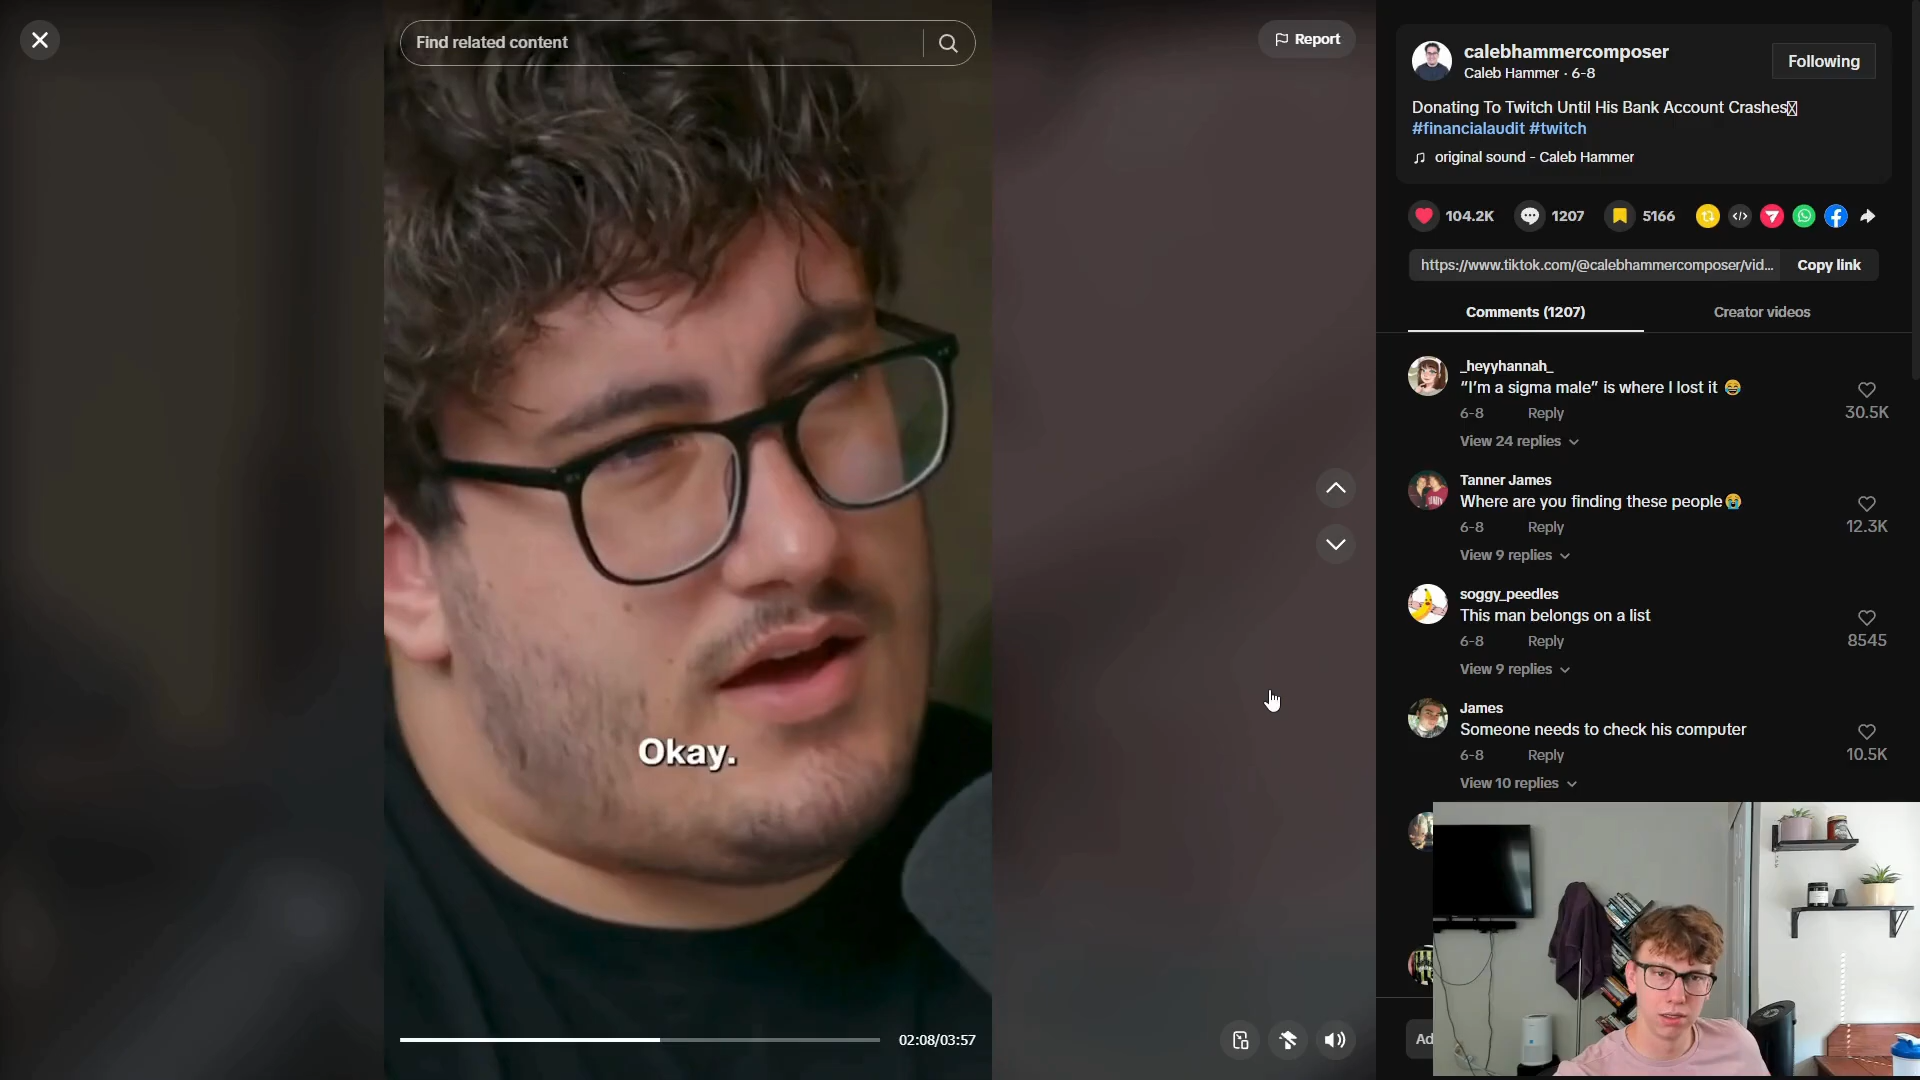 Find related content
Report
Okay.
02:08/03:57
calebhammercomposer
Caleb Hammer · 6-8
Following
Donating To Twitch Until His Bank Account Crashes
#financialaudit #twitch
original sound - Caleb Hammer
104.2K
1207
5166
https://www.tiktok.com/@calebhammercomposer/vid...
Copy link
Comments (1207)
Creator videos
_heyyhannah_
“I’m a sigma male” is where I lost it 😂
6-8 Reply
30.5K
View 24 replies
Tanner James
Where are you finding these people😭
6-8 Reply
12.3K
View 9 replies
soggy_peedles
This man belongs on a list
6-8 Reply
8545
View 9 replies
James
Someone needs to check his computer
6-8 Reply
10.5K
View 10 replies
Ad